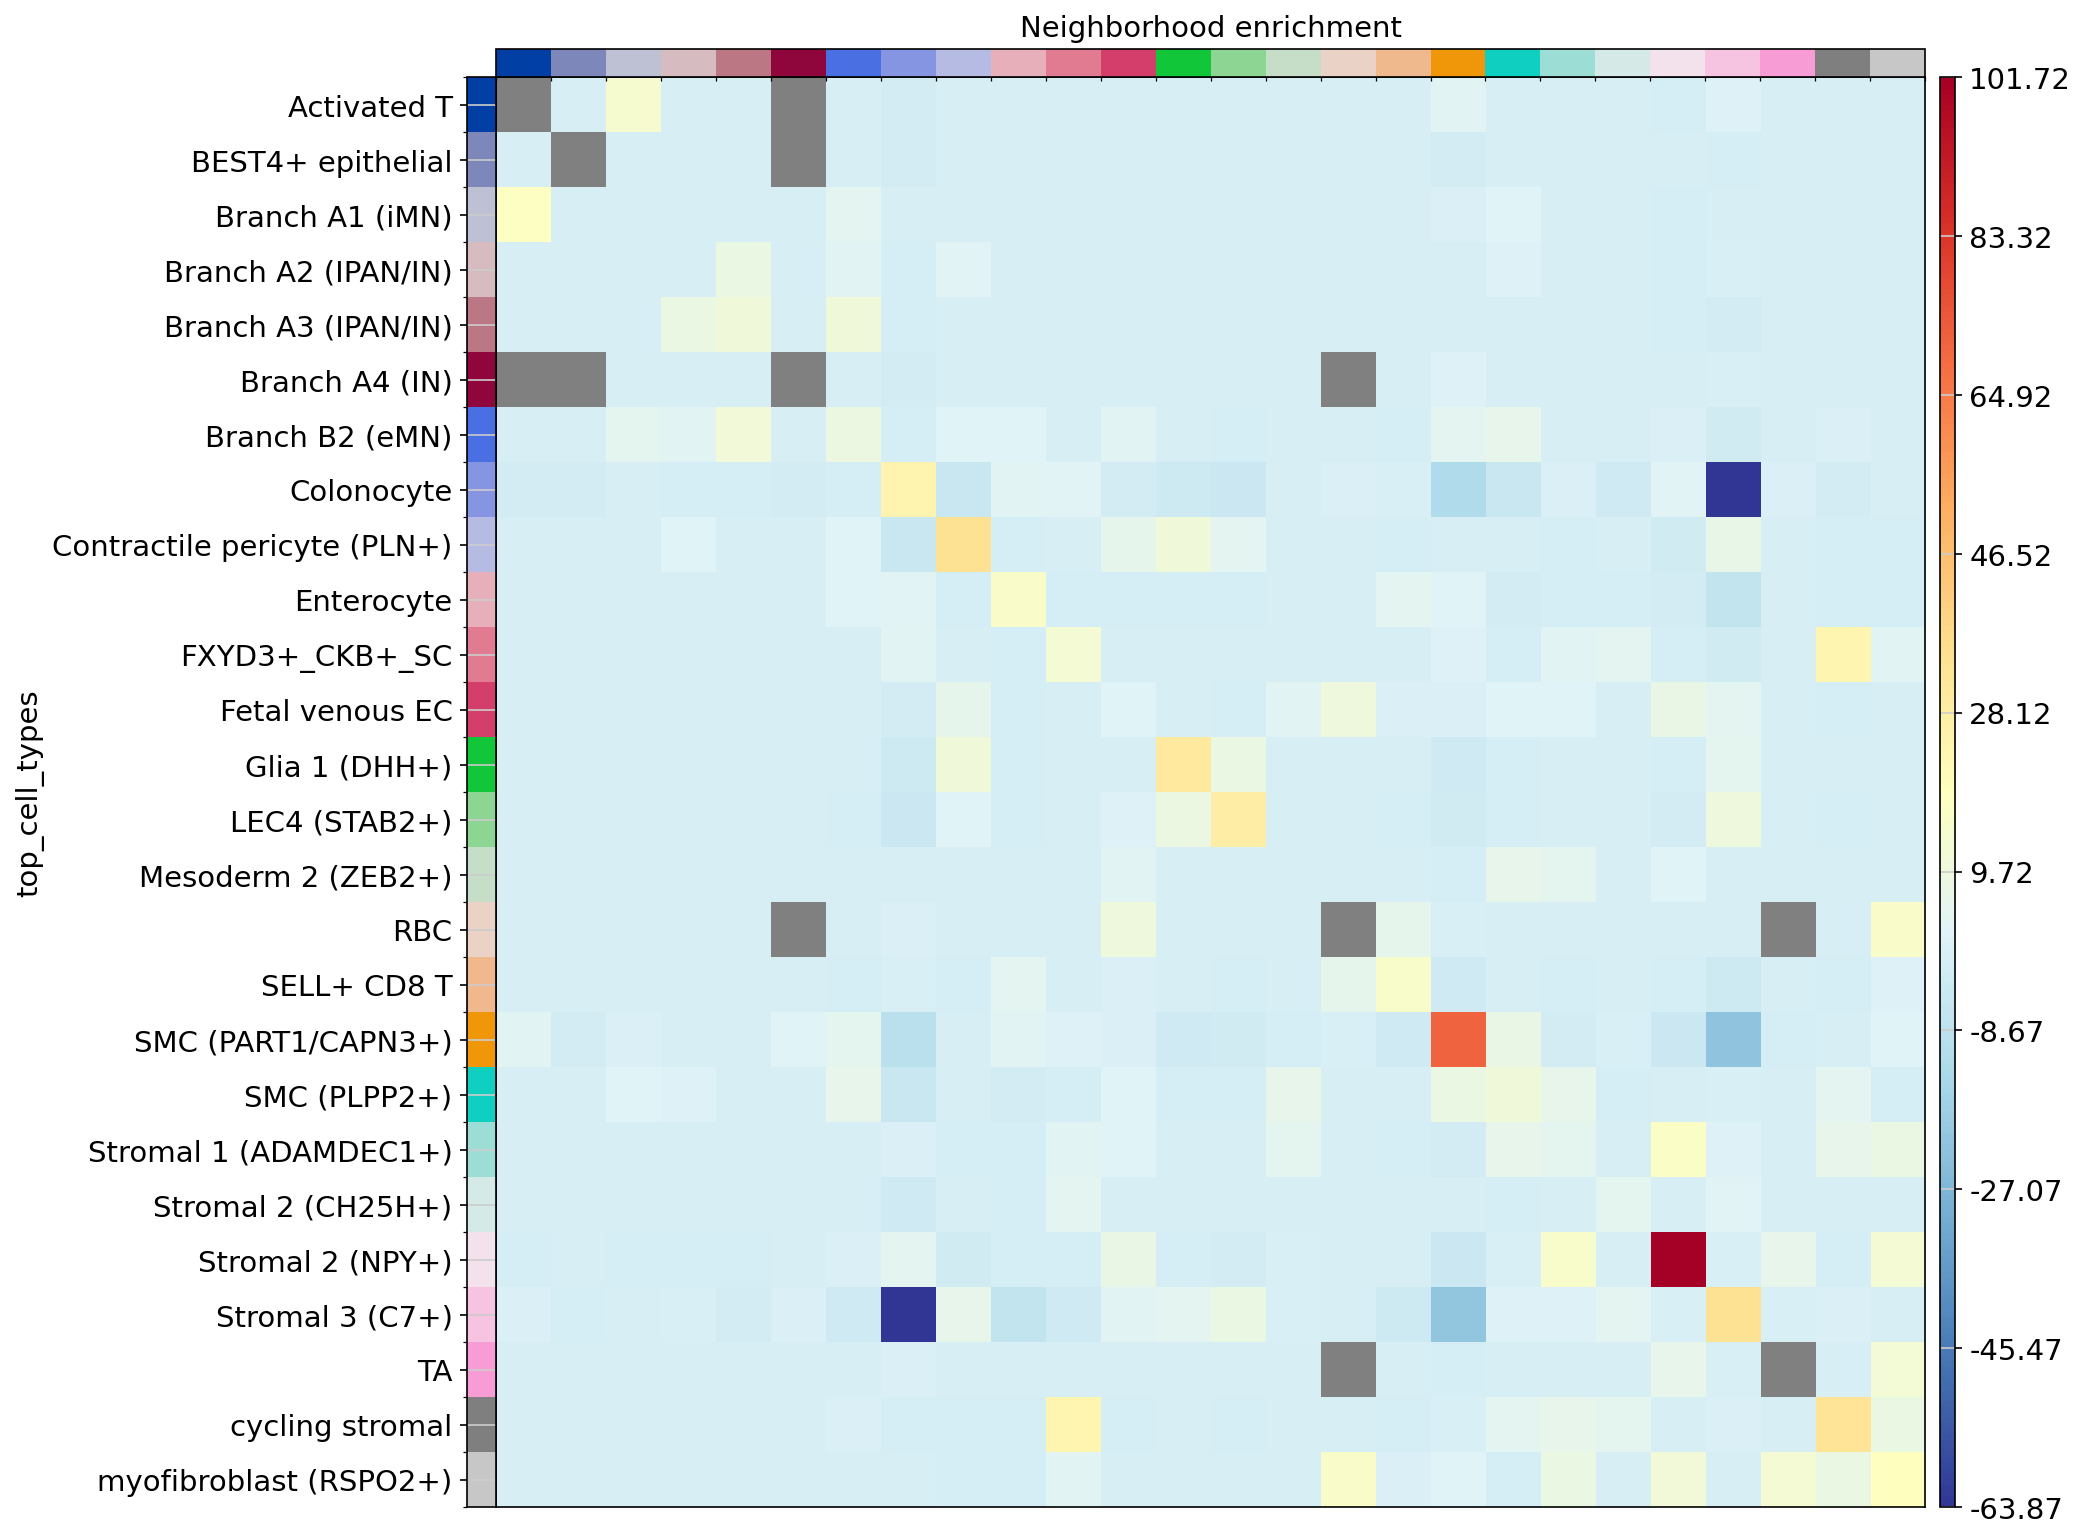 Neighborhood enrichment
Activated T
BEST4+ epithelial
Branch A1 (iMN)
Branch A2 (IPAN/IN)
Branch A3 (IPAN/IN)
Branch A4 (IN)
Branch B2 (eMN)
Colonocyte
Contractile pericyte (PLN+)
Enterocyte
FXYD3+_CKB+_SC
Fetal venous EC
Glia 1 (DHH+)
LEC4 (STAB2+)
Mesoderm 2 (ZEB2+)
RBC
SELL+ CD8 T
SMC (PART1/CAPN3+)
SMC (PLPP2+)
Stromal 1 (ADAMDEC1+)
Stromal 2 (CH25H+)
Stromal 2 (NPY+)
Stromal 3 (C7+)
TA
cycling stromal
myofibroblast (RSPO2+)
top_cell_types
101.72
83.32
64.92
46.52
28.12
9.72
-8.67
-27.07
-45.47
-63.87